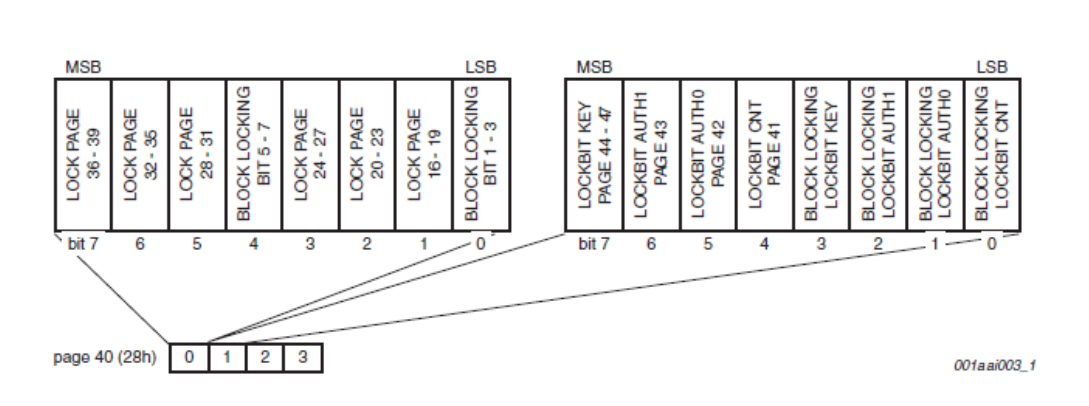 MSB
LSB
LOCK PAGE
36 - 39
LOCK PAGE
32 - 35
LOCK PAGE
28 - 31
BLOCK LOCKING
BIT 5 - 7
LOCK PAGE
24 - 27
LOCK PAGE
20 - 23
LOCK PAGE
16 - 19
BLOCK LOCKING
BIT 1 - 3
bit 7
6
5
4
3
2
1
0
MSB
LSB
LOCKBIT KEY
PAGE 44 - 47
LOCKBIT AUTH1
PAGE 43
LOCKBIT AUTH0
PAGE 42
LOCKBIT CNT
PAGE 41
BLOCK LOCKING
LOCKBIT KEY
BLOCK LOCKING
LOCKBIT AUTH1
BLOCK LOCKING
LOCKBIT AUTH0
BLOCK LOCKING
LOCKBIT CNT
bit 7
6
5
4
3
2
1
0
page 40 (28h)
0
1
2
3
001aai003_1